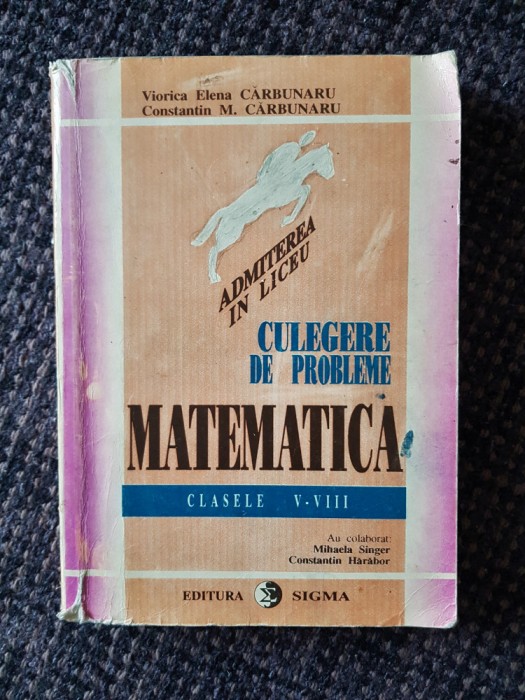 Viorica Elena CĂRBUNARU
Constantin M. CĂRBUNARU
ADMITEREA
IN LICEU
CULEGERE
DE PROBLEME
MATEMATICA
CLASELE V-VIII
Au colaborat:
Mihaela Singer
Constantin Hărăbor
EDITURA Σ SIGMA